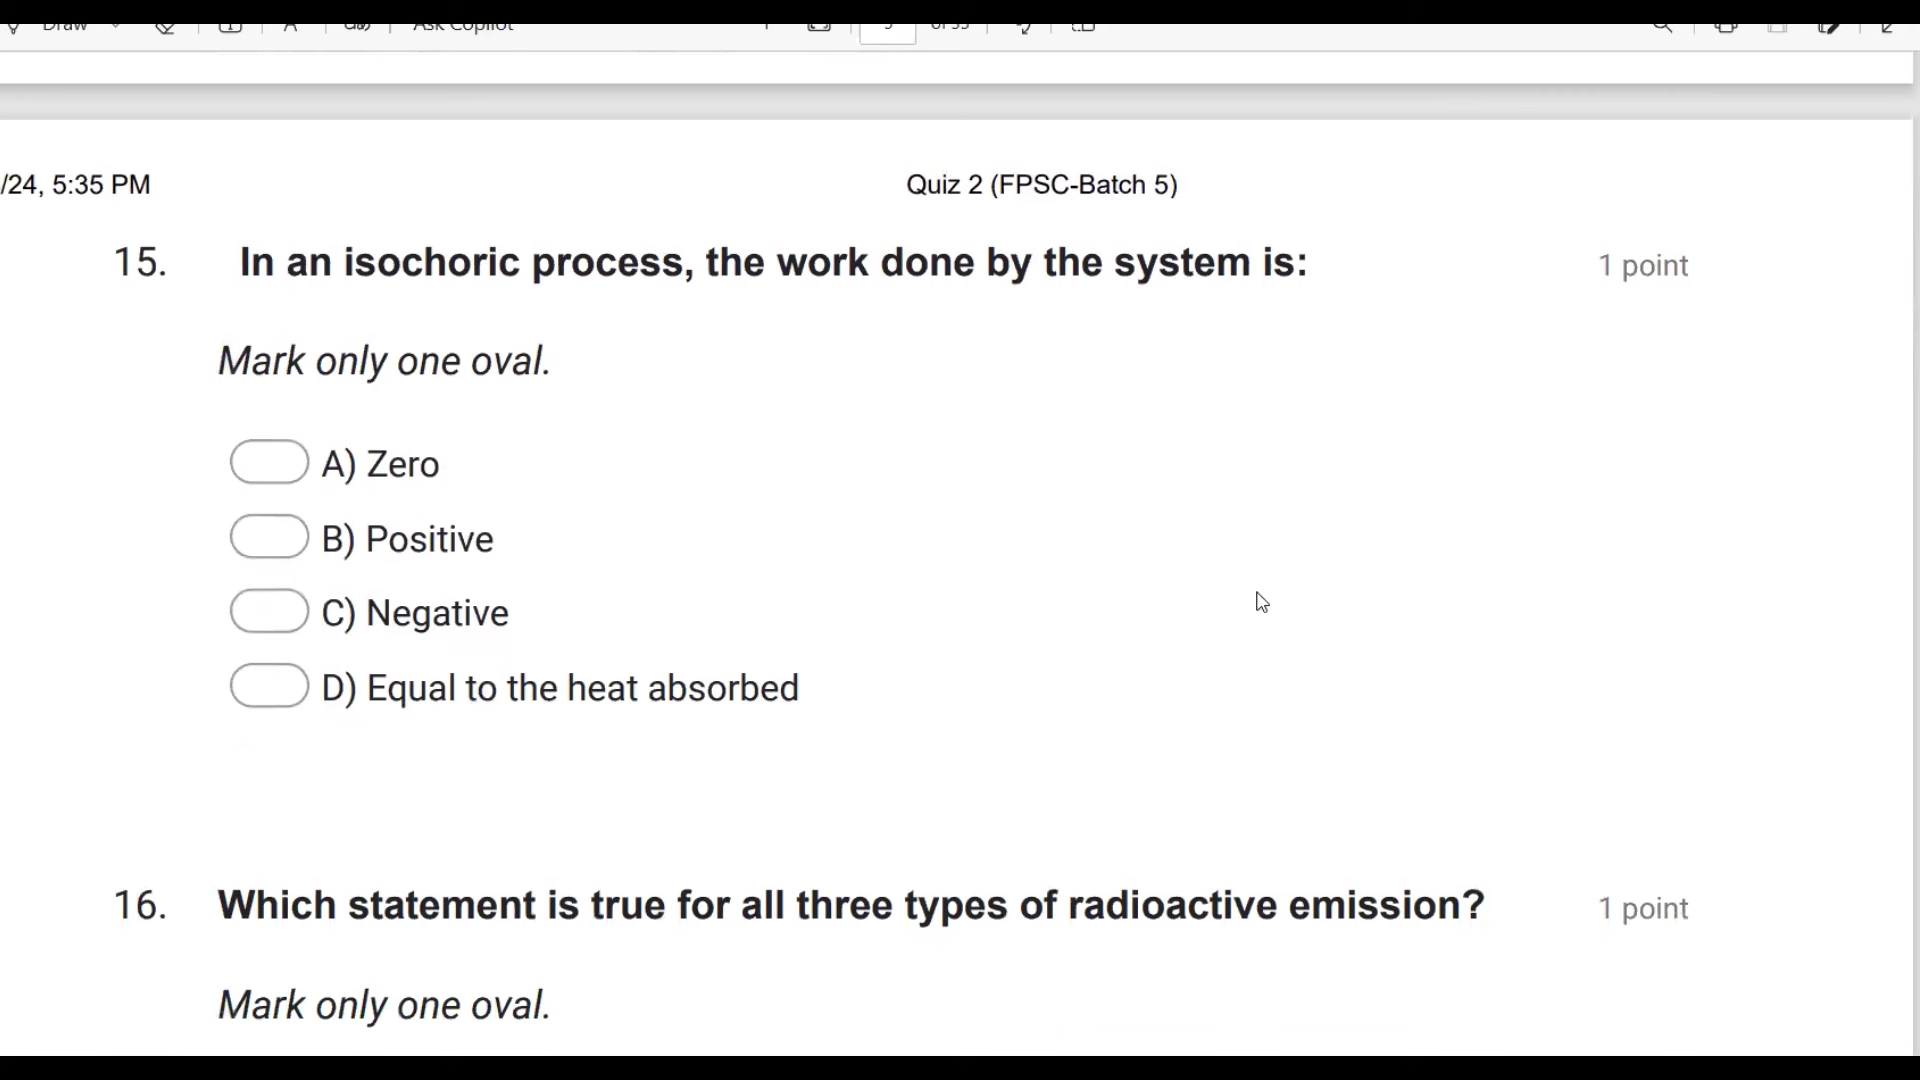 Draw
Ask Copilot
/24, 5:35 PM
Quiz 2 (FPSC-Batch 5)
15. In an isochoric process, the work done by the system is: 1 point
Mark only one oval.
A) Zero
B) Positive
C) Negative
D) Equal to the heat absorbed
16. Which statement is true for all three types of radioactive emission? 1 point
Mark only one oval.